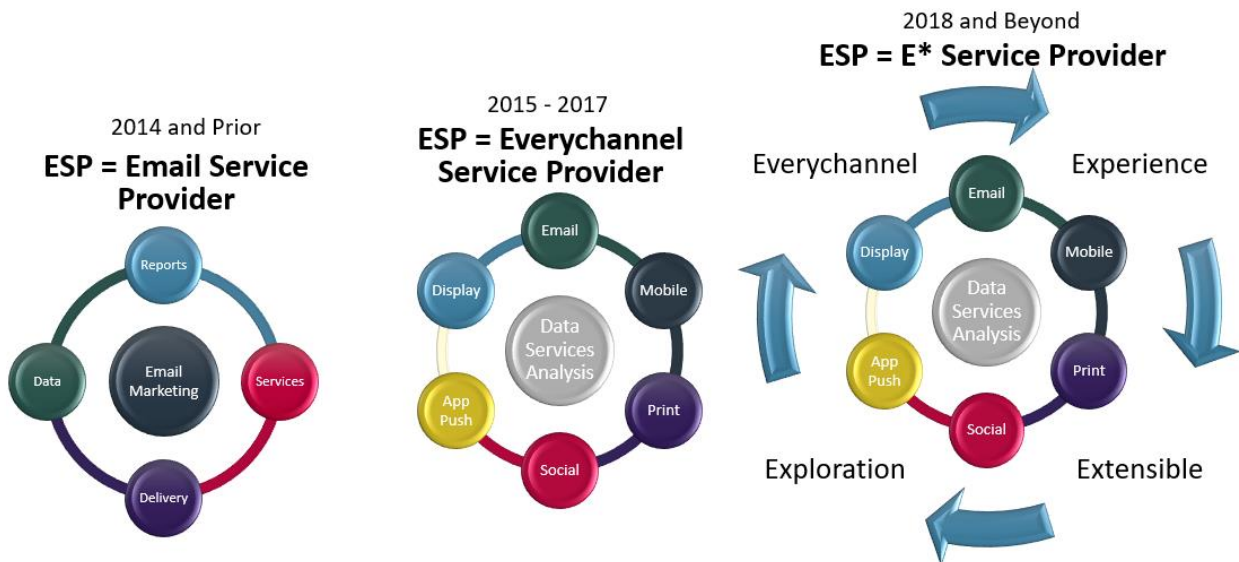 2014 and Prior
ESP = Email Service
Provider
Reports
Data
Email
Marketing
Services
Delivery
2015 - 2017
ESP = Everychannel
Service Provider
Email
Display
Mobile
Data
Services
Analysis
App
Push
Print
Social
2018 and Beyond
ESP = E* Service Provider
Everychannel
Experience
Email
Display
Mobile
Data
Services
Analysis
App
Push
Print
Social
Exploration
Extensible